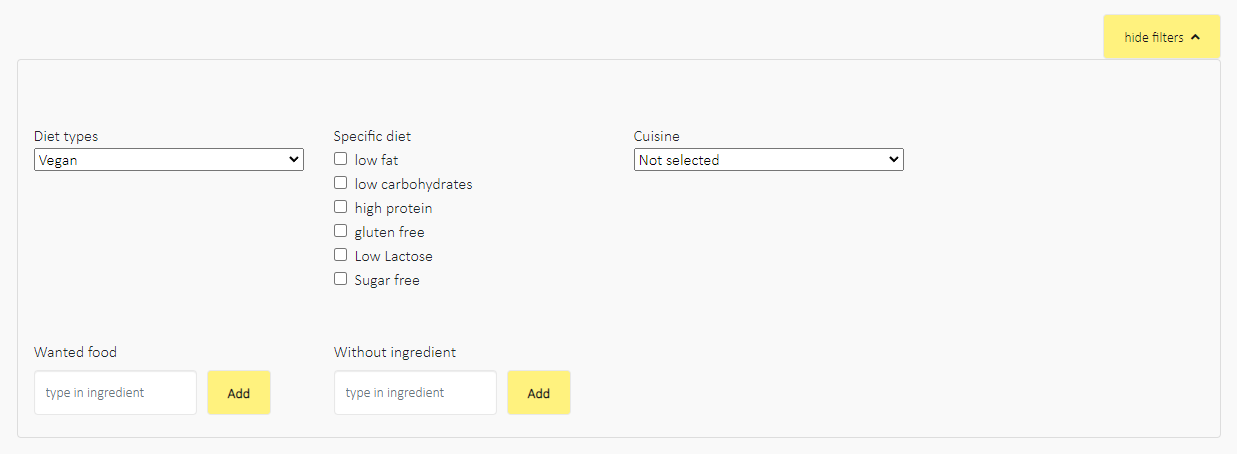 hide filters
Diet types
Vegan
Specific diet
low fat
low carbohydrates
high protein
gluten free
Low Lactose
Sugar free
Cuisine
Not selected
Wanted food
type in ingredient
Add
Without ingredient
type in ingredient
Add